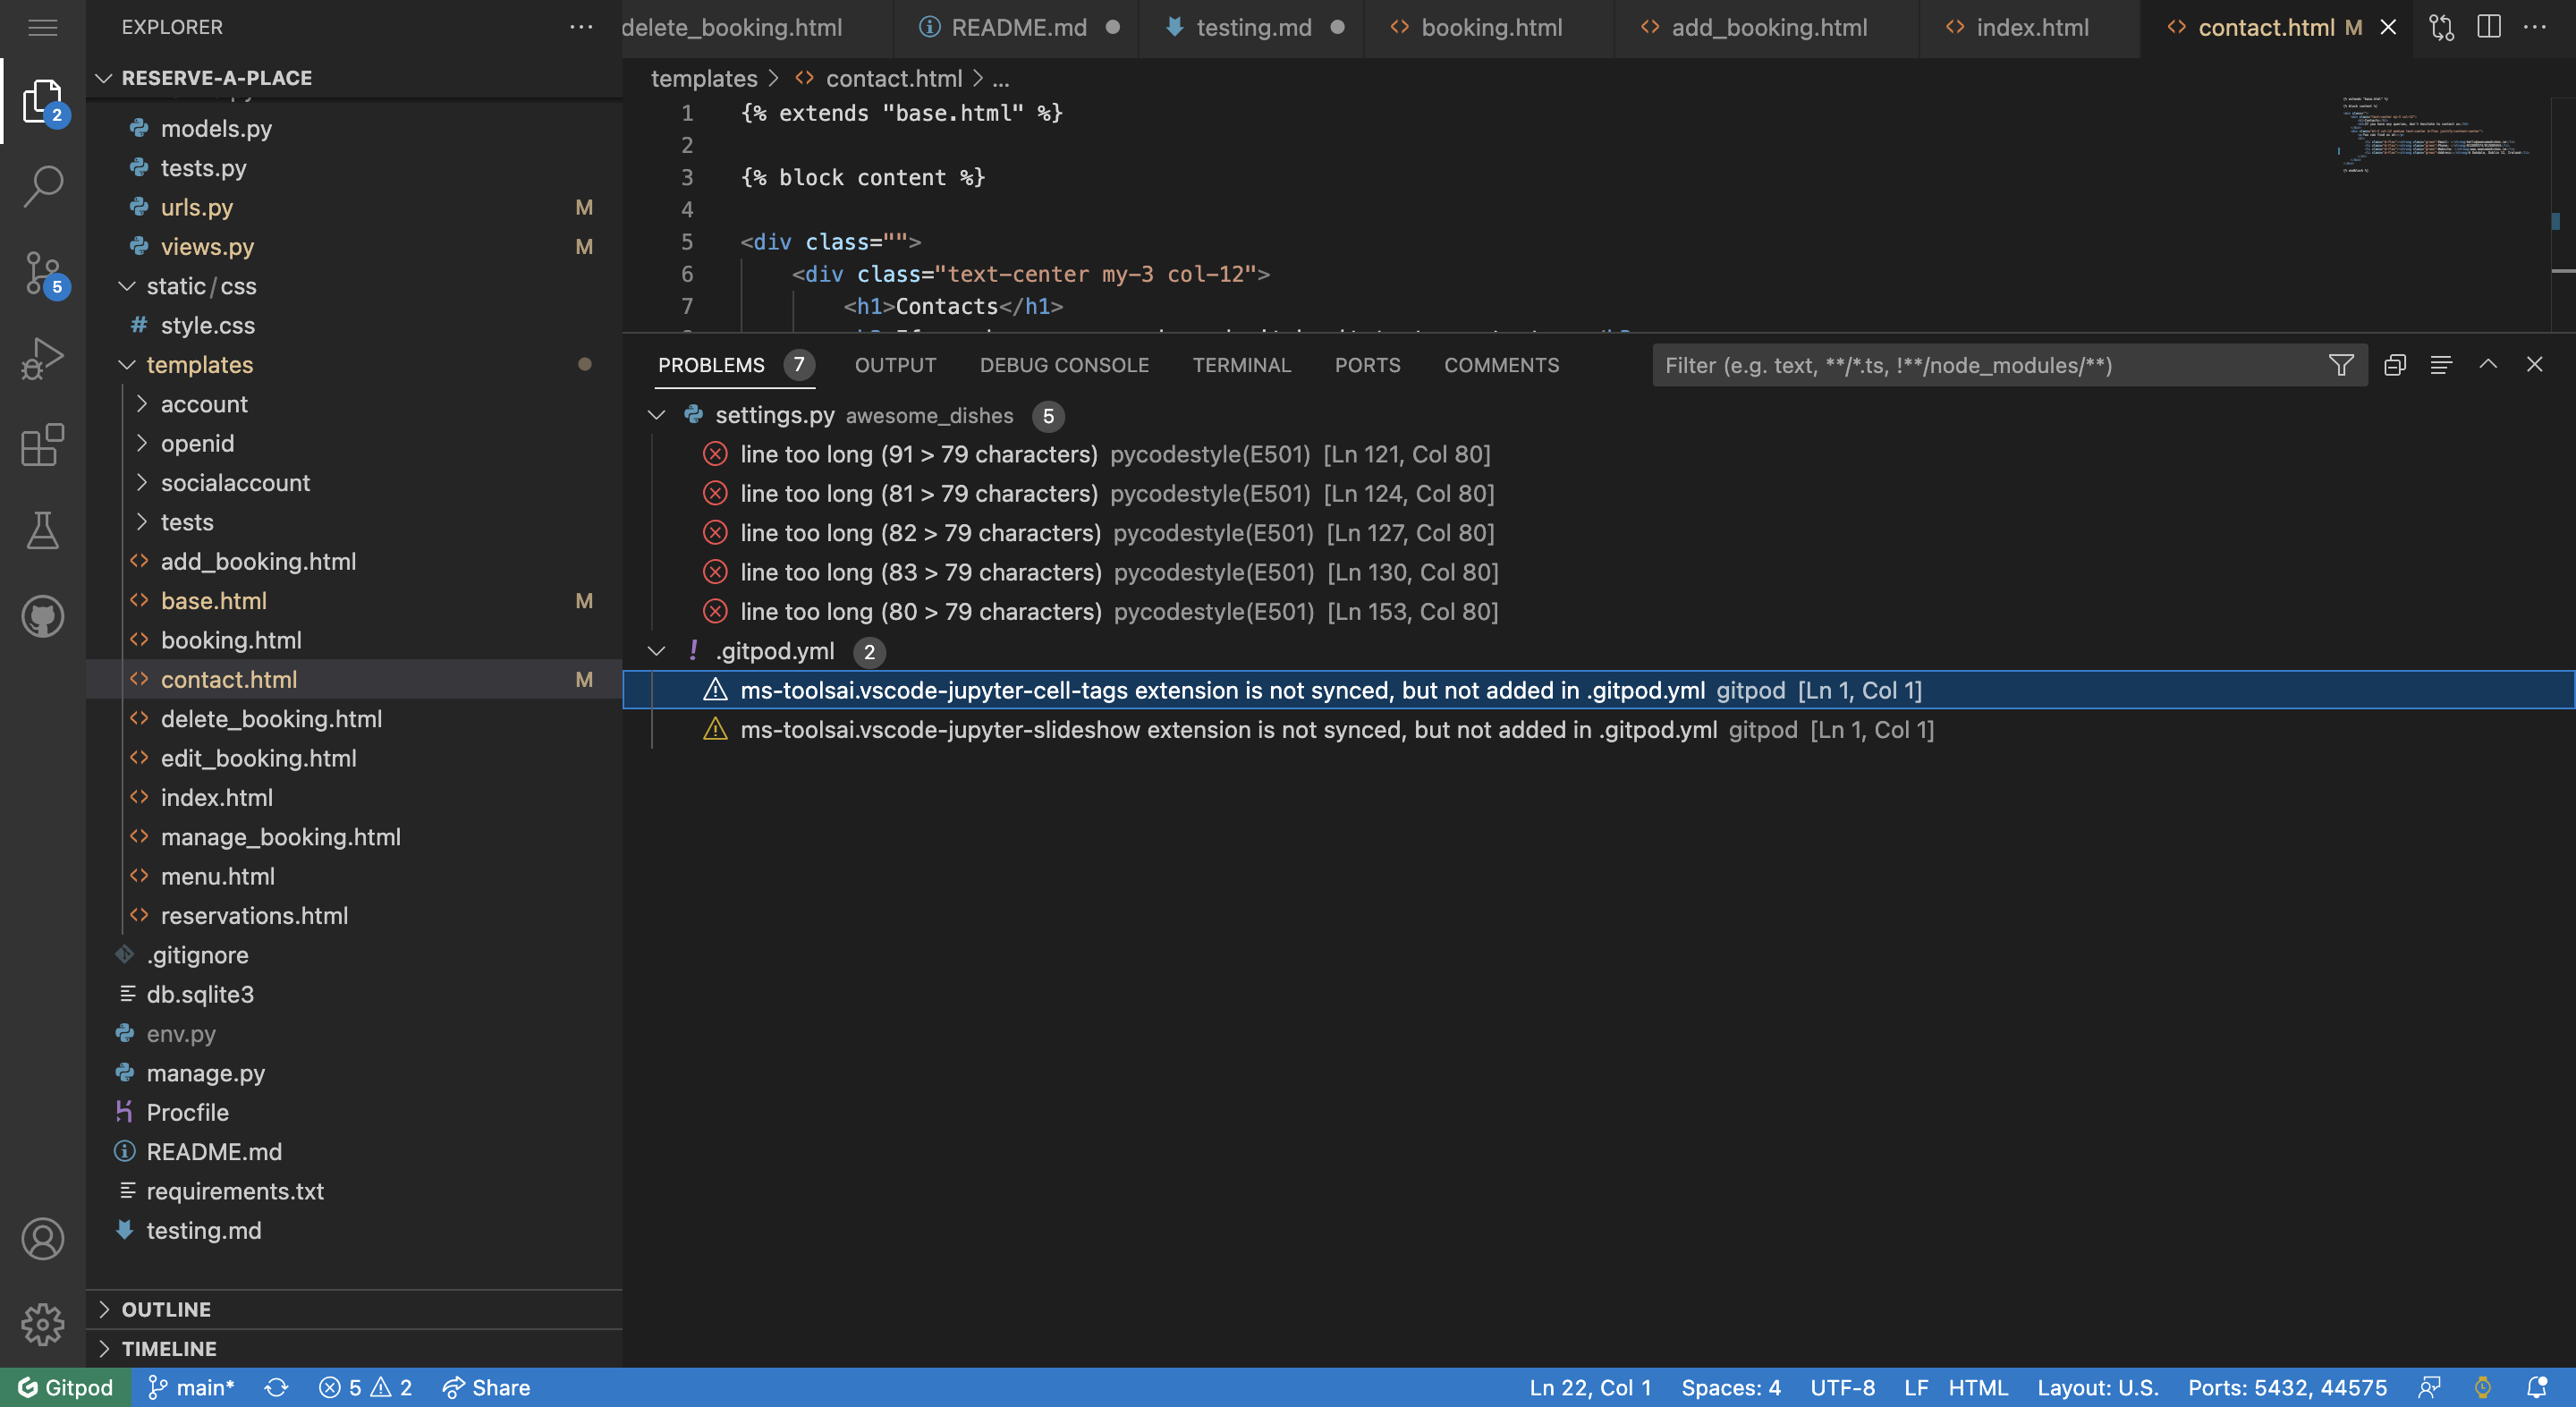 EXPLORER
delete_booking.html
README.md
testing.md
booking.html
add_booking.html
index.html
contact.html M
RESERVE-A-PLACE
2
models.py
tests.py
urls.py M
views.py M
5
static/css
style.css
templates
account
openid
socialaccount
tests
add_booking.html
base.html M
booking.html
contact.html M
delete_booking.html
edit_booking.html
index.html
manage_booking.html
menu.html
reservations.html
.gitignore
db.sqlite3
env.py
manage.py
Procfile
README.md
requirements.txt
testing.md
OUTLINE
TIMELINE
templates > contact.html > ...
1 {% extends "base.html" %}
2
3 {% block content %}
4
5 <div class="">
6 <div class="text-center my-3 col-12">
7 <h1>Contacts</h1>
PROBLEMS 7 OUTPUT DEBUG CONSOLE TERMINAL PORTS COMMENTS
Filter (e.g. text, **/*.ts, !**/node_modules/**)
settings.py awesome_dishes 5
line too long (91 > 79 characters) pycodestyle(E501) [Ln 121, Col 80]
line too long (81 > 79 characters) pycodestyle(E501) [Ln 124, Col 80]
line too long (82 > 79 characters) pycodestyle(E501) [Ln 127, Col 80]
line too long (83 > 79 characters) pycodestyle(E501) [Ln 130, Col 80]
line too long (80 > 79 characters) pycodestyle(E501) [Ln 153, Col 80]
! .gitpod.yml 2
ms-toolsai.vscode-jupyter-cell-tags extension is not synced, but not added in .gitpod.yml gitpod [Ln 1, Col 1]
ms-toolsai.vscode-jupyter-slideshow extension is not synced, but not added in .gitpod.yml gitpod [Ln 1, Col 1]
Gitpod main* 5 2 Share
Ln 22, Col 1 Spaces: 4 UTF-8 LF HTML Layout: U.S. Ports: 5432, 44575